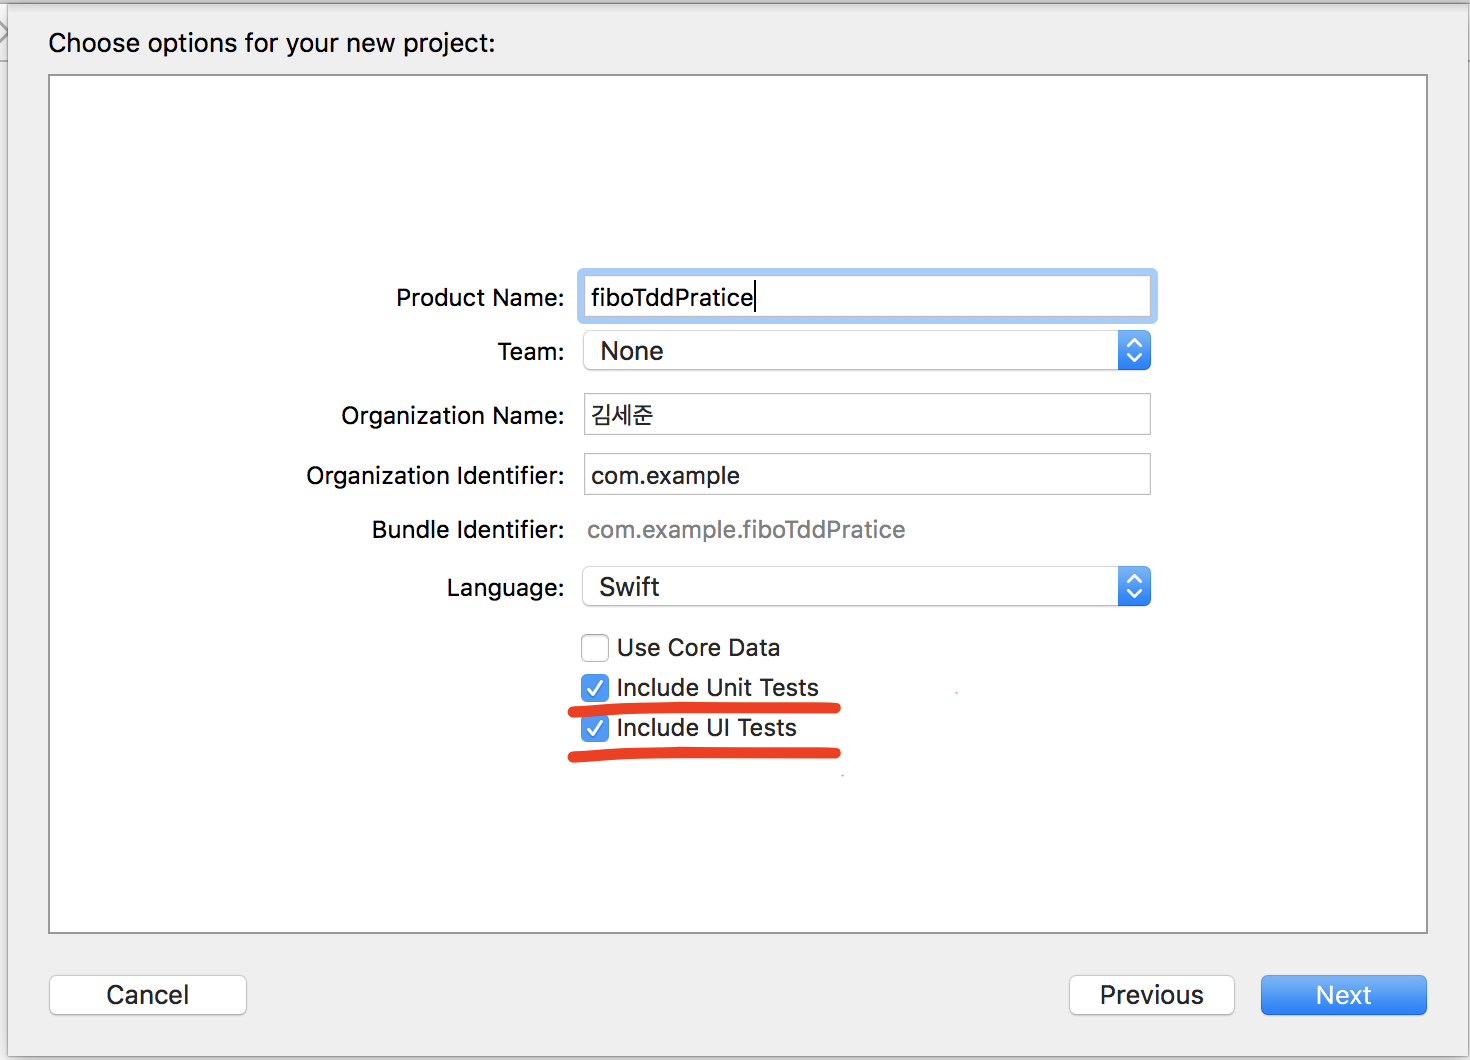 Choose options for your new project:
Product Name: fiboTddPratice
Team: None
Organization Name: 김세준
Organization Identifier: com.example
Bundle Identifier: com.example.fiboTddPratice
Language: Swift
Use Core Data
Include Unit Tests
Include UI Tests
Cancel Previous Next